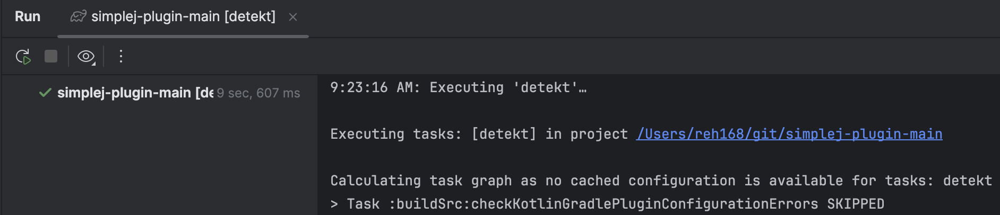 Run simplej-plugin-main [detekt]
simplej-plugin-main [de 9 sec, 607 ms
9:23:16 AM: Executing 'detekt'…
Executing tasks: [detekt] in project /Users/reh168/git/simplej-plugin-main
Calculating task graph as no cached configuration is available for tasks: detekt
> Task :buildSrc:checkKotlinGradlePluginConfigurationErrors SKIPPED